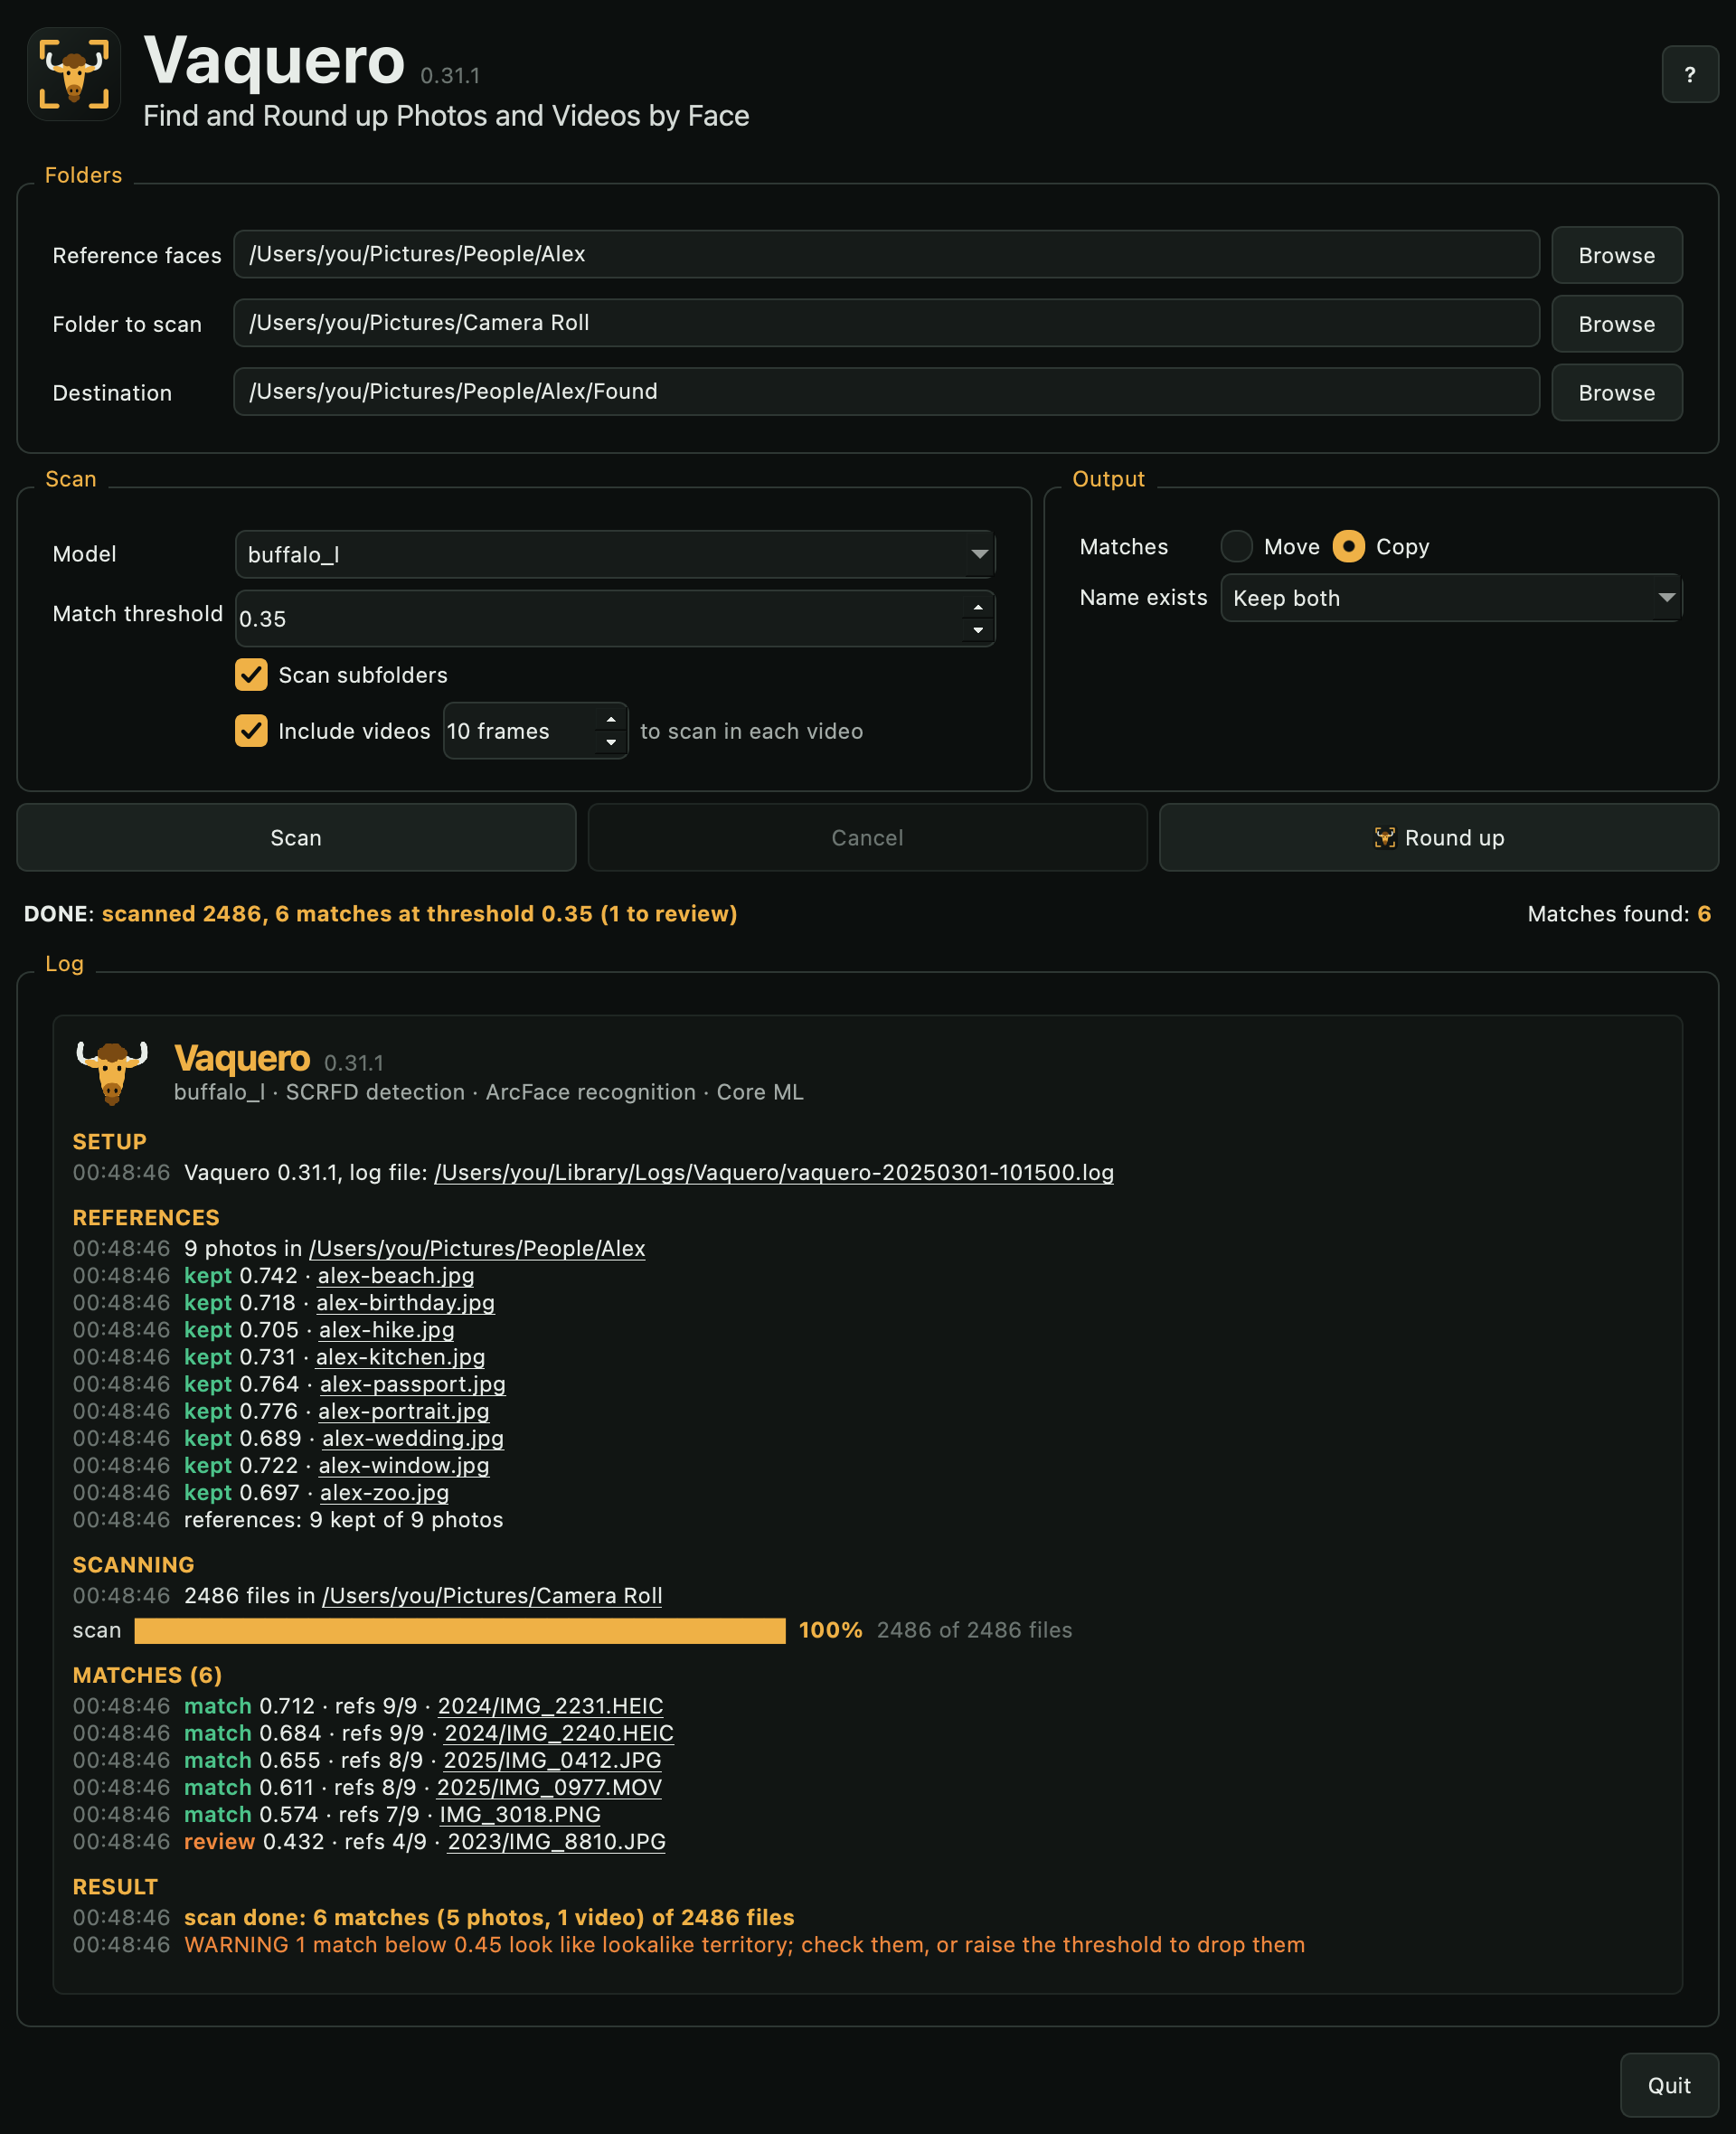 Vaquero 0.31.1
?
Find and Round up Photos and Videos by Face
Folders
Reference faces /Users/you/Pictures/People/Alex Browse
Folder to scan /Users/you/Pictures/Camera Roll Browse
Destination /Users/you/Pictures/People/Alex/Found Browse
Scan
Model buffalo_l
Match threshold 0.35
Scan subfolders
Include videos 10 frames to scan in each video
Output
Matches Move Copy
Name exists Keep both
Scan Cancel Round up
DONE: scanned 2486, 6 matches at threshold 0.35 (1 to review) Matches found: 6
Log
Vaquero 0.31.1
buffalo_l · SCRFD detection · ArcFace recognition · Core ML
SETUP
00:48:46 Vaquero 0.31.1, log file: /Users/you/Library/Logs/Vaquero/vaquero-20250301-101500.log
REFERENCES
00:48:46 9 photos in /Users/you/Pictures/People/Alex
00:48:46 kept 0.742 · alex-beach.jpg
00:48:46 kept 0.718 · alex-birthday.jpg
00:48:46 kept 0.705 · alex-hike.jpg
00:48:46 kept 0.731 · alex-kitchen.jpg
00:48:46 kept 0.764 · alex-passport.jpg
00:48:46 kept 0.776 · alex-portrait.jpg
00:48:46 kept 0.689 · alex-wedding.jpg
00:48:46 kept 0.722 · alex-window.jpg
00:48:46 kept 0.697 · alex-zoo.jpg
00:48:46 references: 9 kept of 9 photos
SCANNING
00:48:46 2486 files in /Users/you/Pictures/Camera Roll
scan 100% 2486 of 2486 files
MATCHES (6)
00:48:46 match 0.712 · refs 9/9 · 2024/IMG_2231.HEIC
00:48:46 match 0.684 · refs 9/9 · 2024/IMG_2240.HEIC
00:48:46 match 0.655 · refs 8/9 · 2025/IMG_0412.JPG
00:48:46 match 0.611 · refs 8/9 · 2025/IMG_0977.MOV
00:48:46 match 0.574 · refs 7/9 · IMG_3018.PNG
00:48:46 review 0.432 · refs 4/9 · 2023/IMG_8810.JPG
RESULT
00:48:46 scan done: 6 matches (5 photos, 1 video) of 2486 files
00:48:46 WARNING 1 match below 0.45 look like lookalike territory; check them, or raise the threshold to drop them
Quit